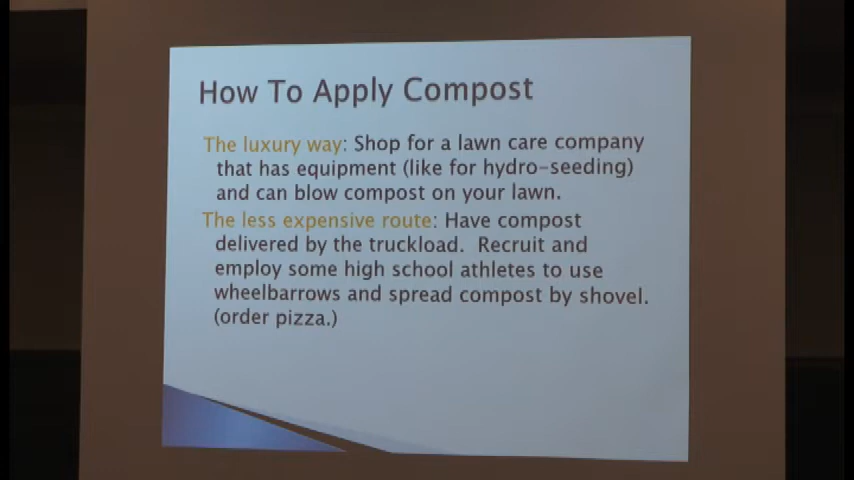 How To Apply Compost
The luxury way: Shop for a lawn care company
that has equipment (like for hydro-seeding)
and can blow compost on your lawn.
The less expensive route: Have compost
delivered by the truckload. Recruit and
employ some high school athletes to use
wheelbarrows and spread compost by shovel.
(order pizza.)